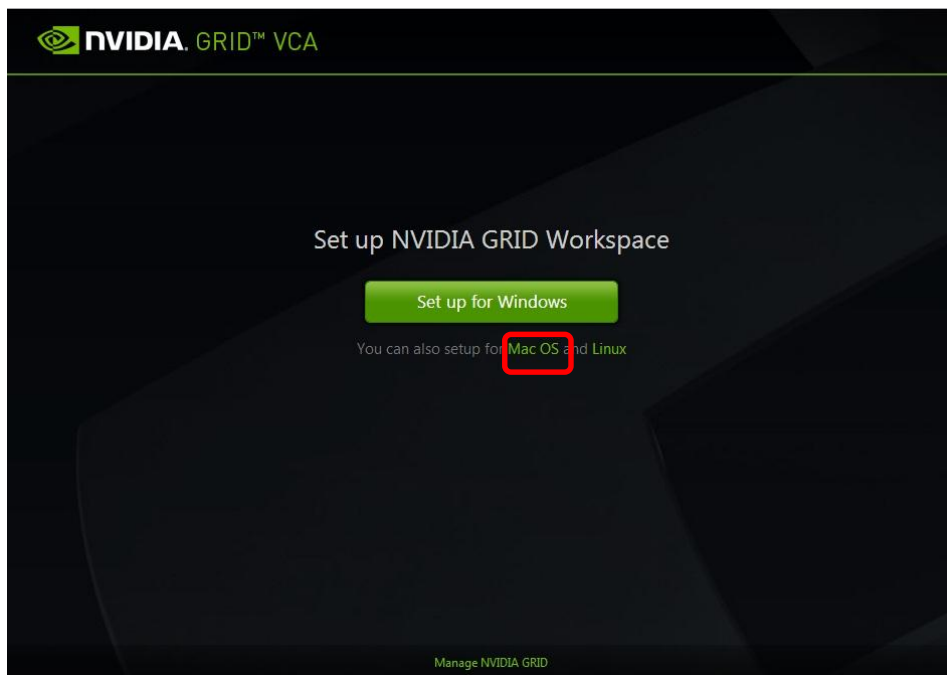 NVIDIA. GRID™ VCA
Set up NVIDIA GRID Workspace
Set up for Windows
You can also setup for Mac OS and Linux
Manage NVIDIA GRID